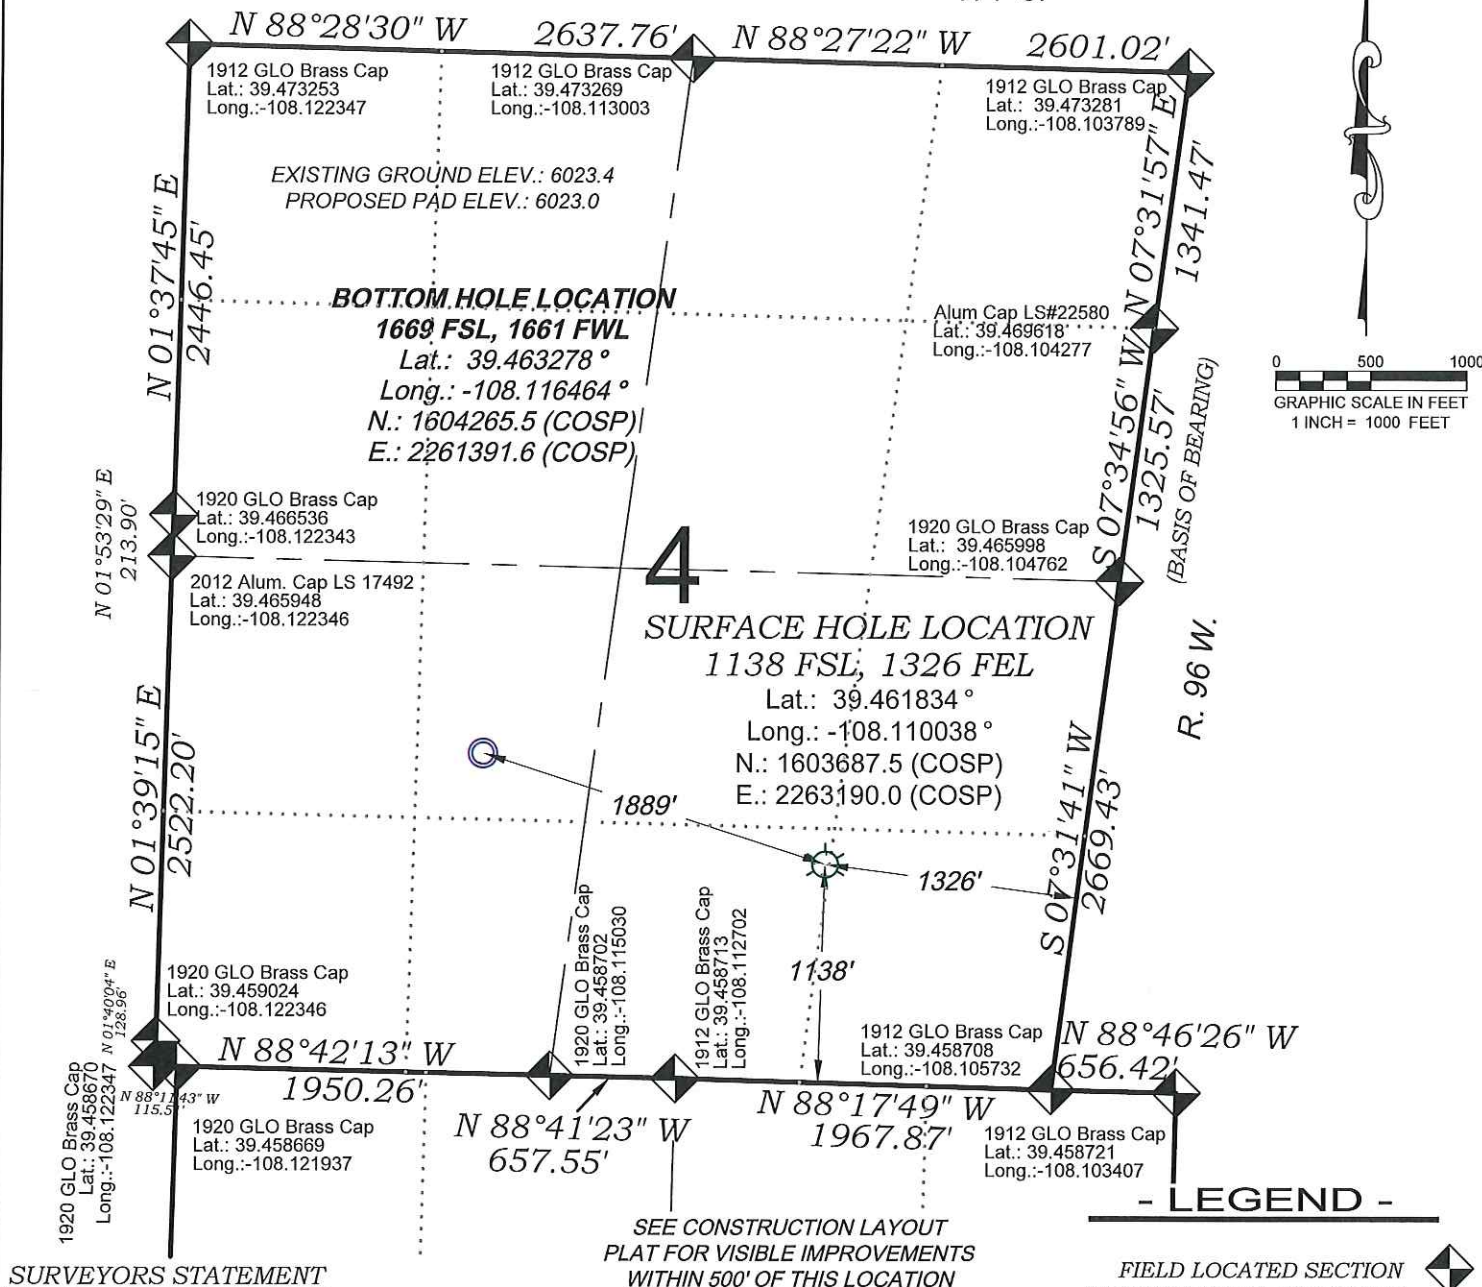 N 88°28'30" W
2637.76'
N 88°27'22" W
2601.02'
1912 GLO Brass Cap
Lat.: 39.473253
Long.:-108.122347
1912 GLO Brass Cap
Lat.: 39.473269
Long.:-108.113003
1912 GLO Brass Cap
Lat.: 39.473281
Long.:-108.103789
EXISTING GROUND ELEV.: 6023.4
PROPOSED PAD ELEV.: 6023.0
N 01°37'45" E
2446.45'
N 07°31'57" E
1341.47'
BOTTOM HOLE LOCATION
1669 FSL, 1661 FWL
Lat.: 39.463278 °
Long.: -108.116464 °
N.: 1604265.5 (COSP)
E.: 2261391.6 (COSP)
Alum Cap LS#22580
Lat.: 39.469618
Long.:-108.104277
0 500 1000
GRAPHIC SCALE IN FEET
1 INCH = 1000 FEET
S 07°34'56" W
1325.57'
(BASIS OF BEARING)
N 01°53'29" E
213.90'
1920 GLO Brass Cap
Lat.: 39.466536
Long.:-108.122343
2012 Alum. Cap LS 17492
Lat.: 39.465948
Long.:-108.122346
1920 GLO Brass Cap
Lat.: 39.465998
Long.:-108.104762
4
SURFACE HOLE LOCATION
1138 FSL, 1326 FEL
Lat.: 39.461834 °
Long.: -108.110038 °
N.: 1603687.5 (COSP)
E.: 2263190.0 (COSP)
R. 96 W.
N 01°39'15" E
2522.20'
1889'
1326'
1138'
S 07°31'41" W
2669.43'
1920 GLO Brass Cap
Lat.: 39.459024
Long.:-108.122346
N 01°40'04" E
128.96'
1920 GLO Brass Cap
Lat.: 39.458702
Long.:-108.115030
1912 GLO Brass Cap
Lat.: 39.458713
Long.:-108.112702
1912 GLO Brass Cap
Lat.: 39.458708
Long.:-108.105732
N 88°46'26" W
656.42'
N 88°42'13" W
1950.26'
1920 GLO Brass Cap
Lat.: 39.458670
Long.:-108.122347
N 88°11'43" W
1920 GLO Brass Cap
Lat.: 39.458669
Long.:-108.121937
N 88°41'23" W
657.55'
N 88°17'49" W
1967.87'
1912 GLO Brass Cap
Lat.: 39.458721
Long.:-108.103407
- LEGEND -
SEE CONSTRUCTION LAYOUT
PLAT FOR VISIBLE IMPROVEMENTS
WITHIN 500' OF THIS LOCATION
SURVEYORS STATEMENT
FIELD LOCATED SECTION